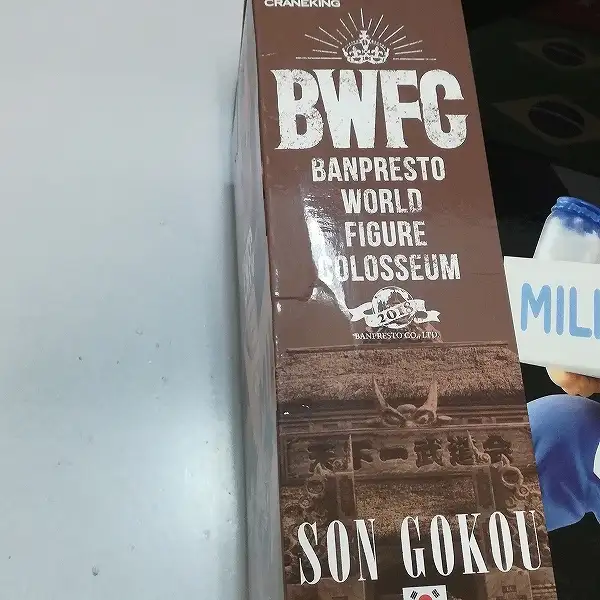 CRANEKING
BWFC
BANPRESTO
WORLD
FIGURE
COLOSSEUM
2018
BANPRESTO CO., LTD.
天下一武道会
SON GOKOU
MIL